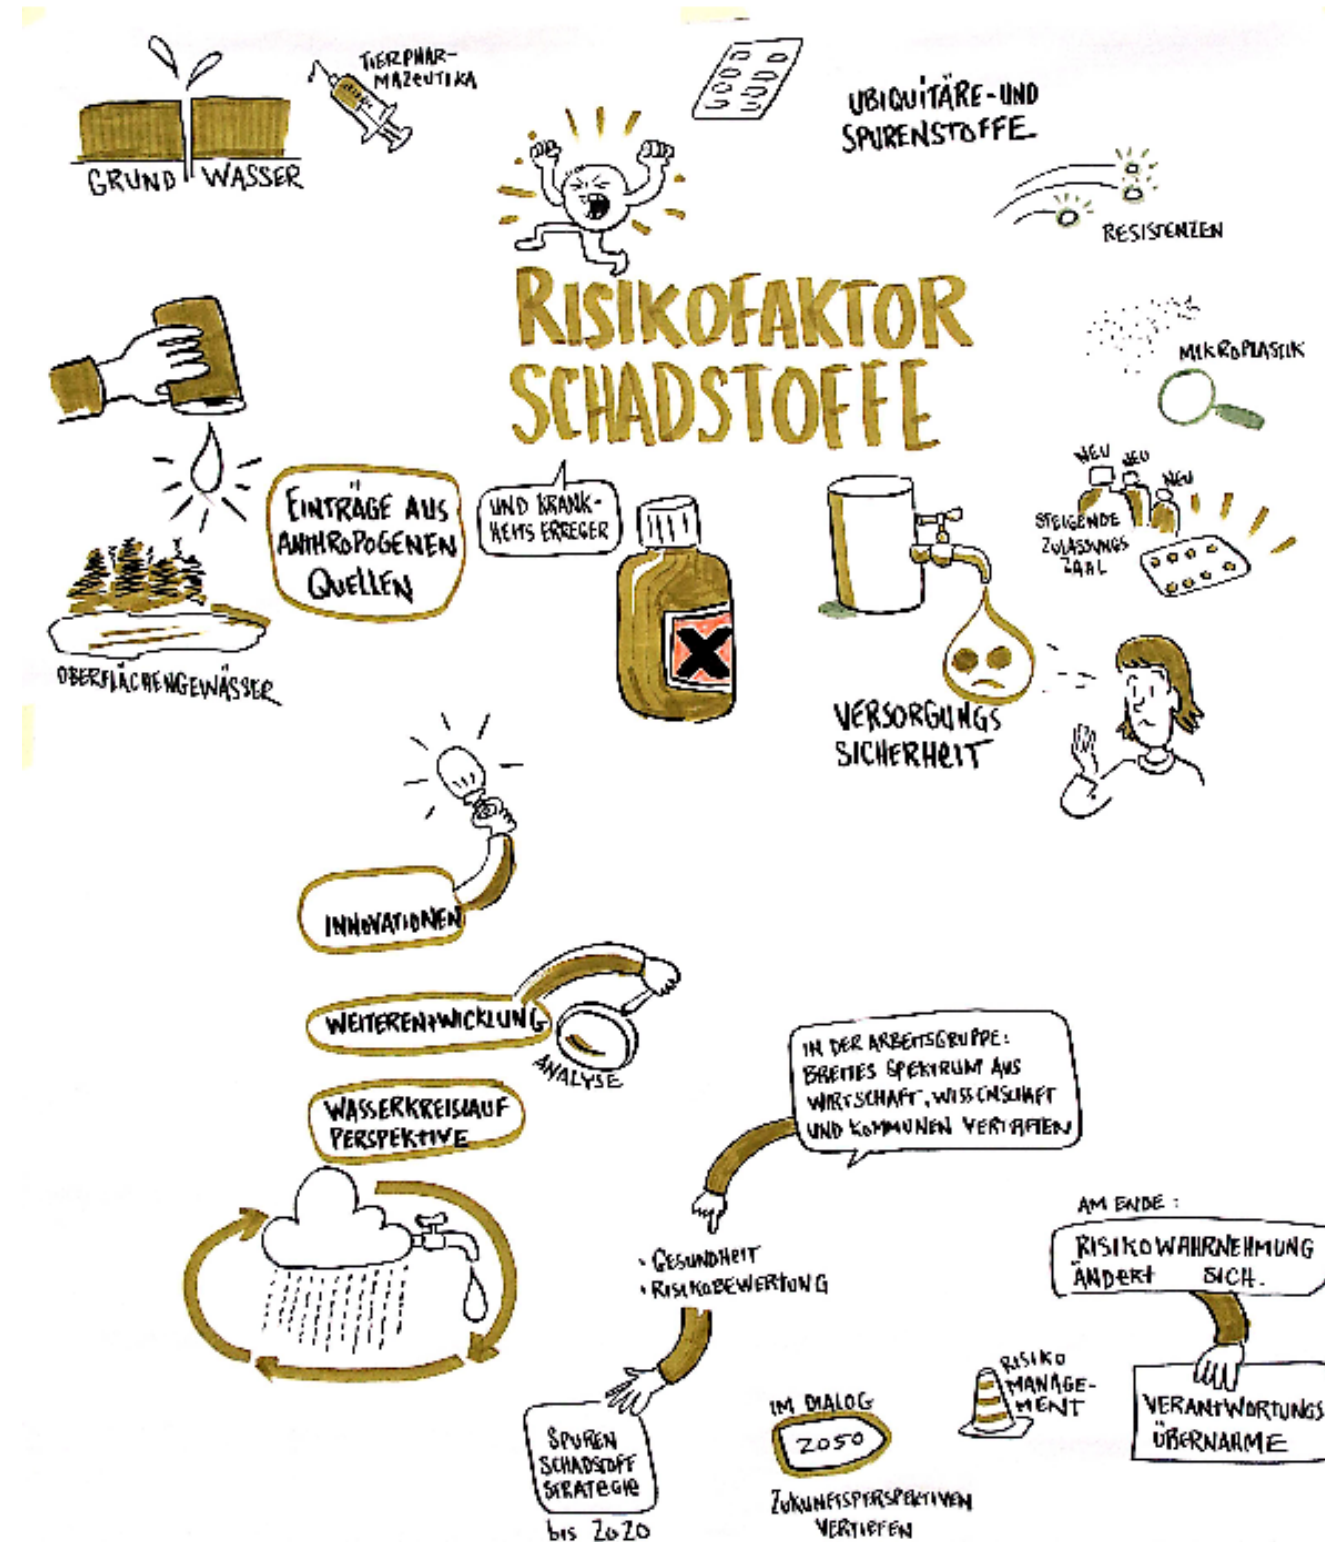 TIERPHAR-
MAZEUTIKA
GRUND WASSER
UBIQUITÄRE-UND
SPURENSTOFFE
RESISTENZEN
RISIKOFAKTOR
SCHADSTOFFE
MIKROPLASTIK
UND KRANK-
HEITS ERREGER
EINTRÄGE AUS
ANTHROPOGENEN
QUELLEN
OBERFLÄCHENGEWÄSSER
NEU NEU
NEU
STEIGENDE
ZULASSUNGS
ZAHL
X
VERSORGUNGS
SICHERHEIT
INNOVATIONEN
WEITERENTWICKLUNG
ANALYSE
WASSERKREISLAUF
PERSPEKTIVE
IN DER ARBEITSGRUPPE:
BREITES SPEKTRUM AUS
WIRTSCHAFT, WISSENSCHAFT
UND KOMMUNEN VERTRETEN
• GESUNDHEIT
• RISIKOBEWERTUNG
SPUREN
SCHADSTOFF
STRATEGIE
bis 2020
IM DIALOG
2050
ZUKUNFTSPERSPEKTIVEN
VERTIEFEN
AM ENDE:
RISIKOWAHRNEHMUNG
ÄNDERT SICH.
RISIKO
MANAGE-
MENT
VERANTWORTUNGS
ÜBERNAHME